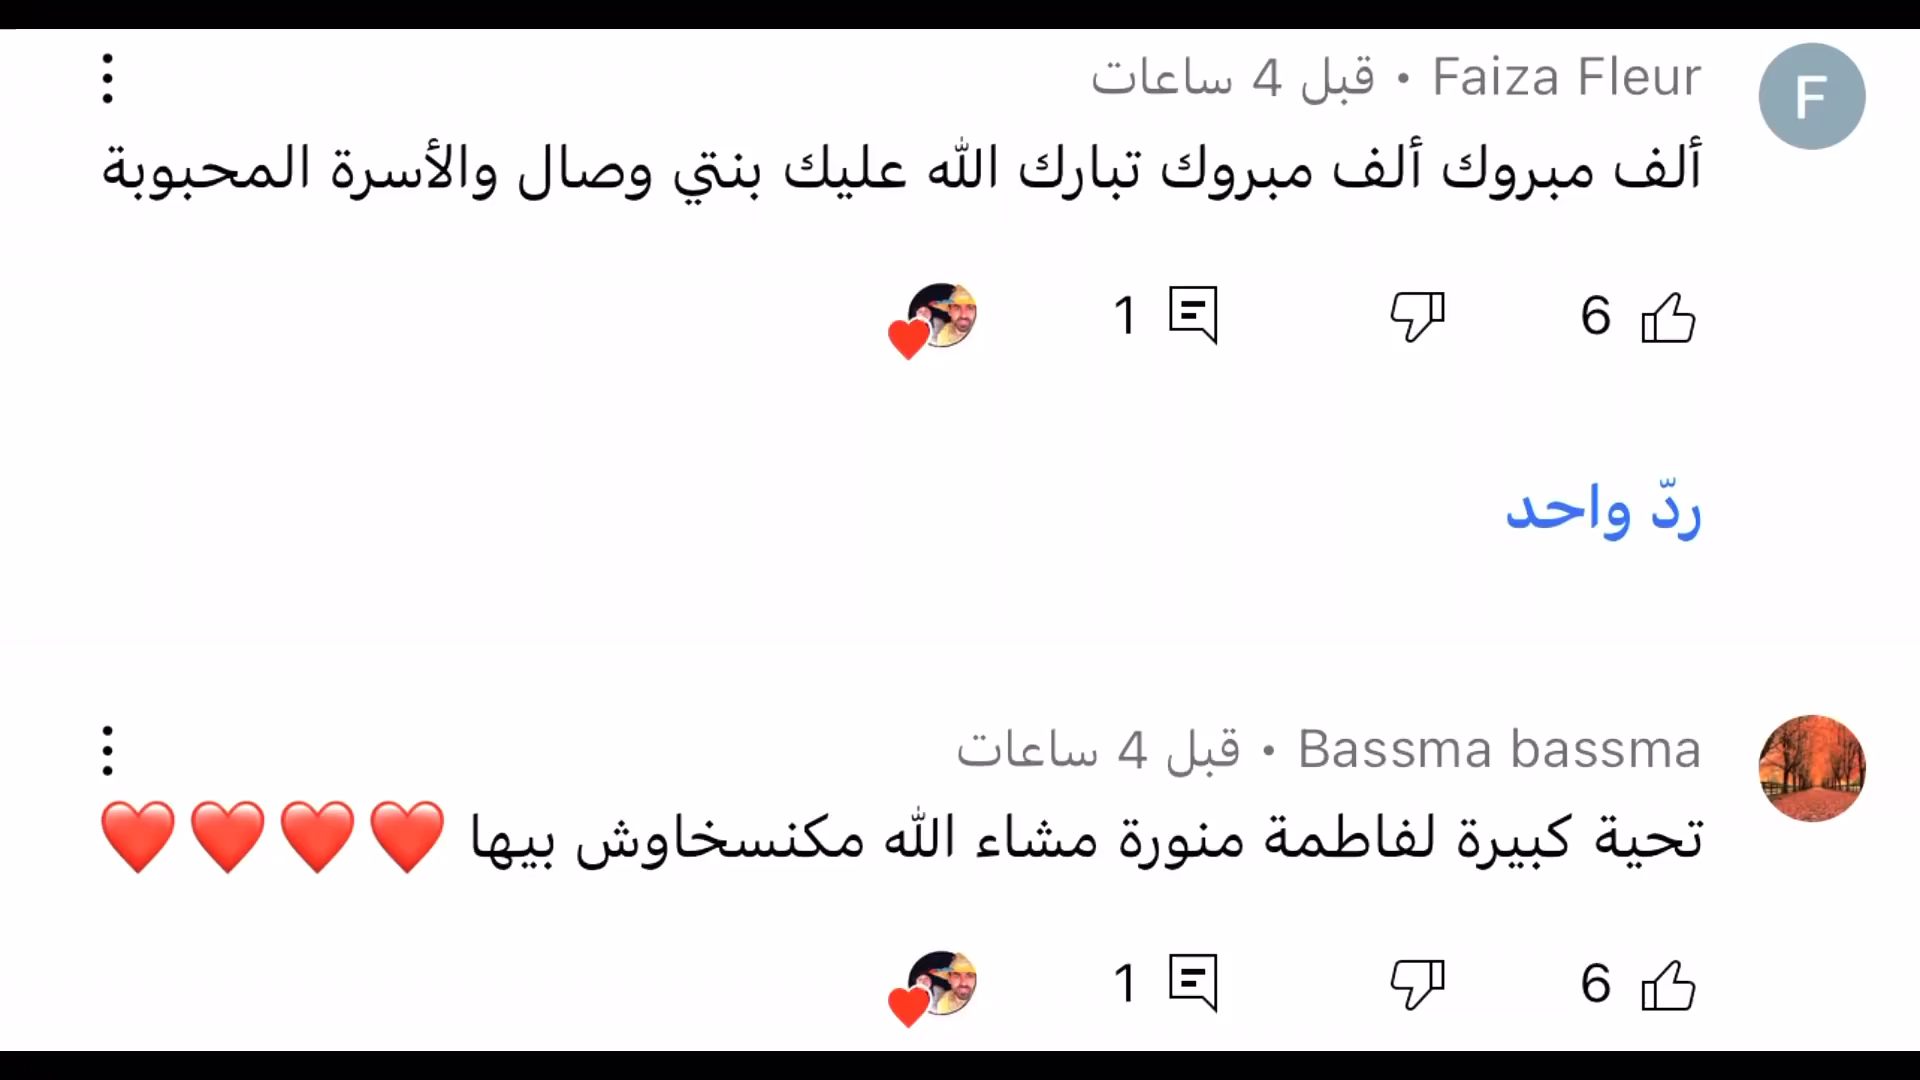 Faiza Fleur • قبل 4 ساعات
F
ألف مبروك ألف مبروك تبارك الله عليك بنتي وصال والأسرة المحبوبة
6 1
ردّ واحد
Bassma bassma • قبل 4 ساعات
تحية كبيرة لفاطمة منورة مشاء الله مكنسخاوش بيها ❤️❤️❤️❤️
6 1